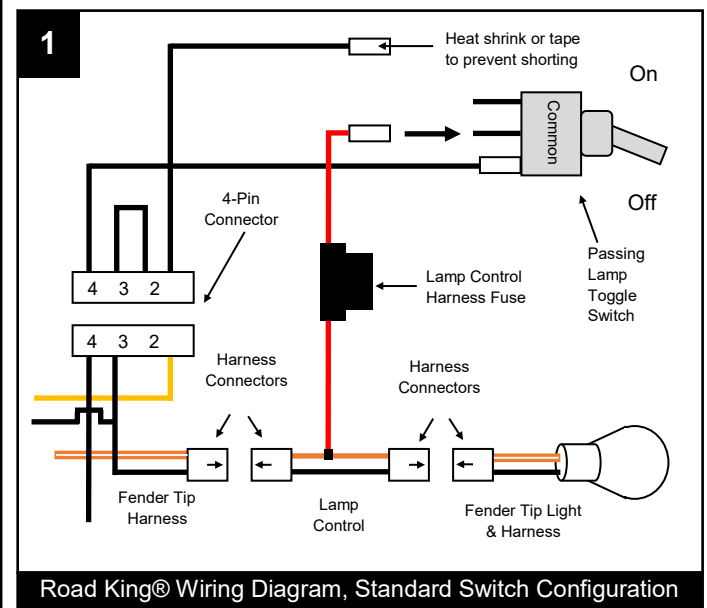 1
Heat shrink or tape
to prevent shorting
On
Common
Off
4-Pin
Connector
Passing
Lamp
Toggle
Switch
Lamp Control
Harness Fuse
4 3 2
4 3 2
Harness
Connectors
Harness
Connectors
Fender Tip
Harness
Lamp
Control
Fender Tip Light
& Harness
Road King® Wiring Diagram, Standard Switch Configuration